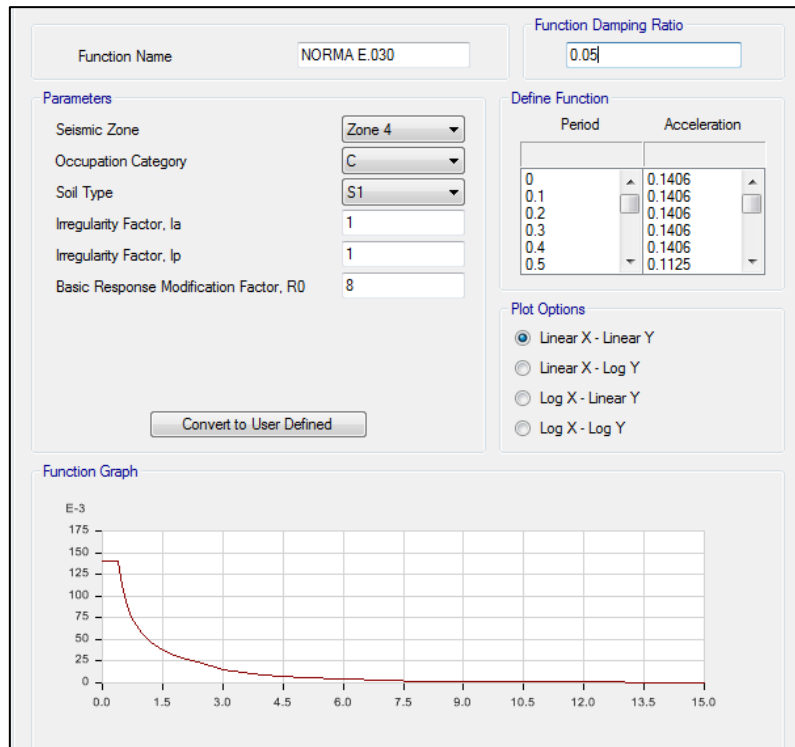 Function Name
NORMA E.030
Function Damping Ratio
0.05
Parameters
Seismic Zone
Zone 4
Occupation Category
C
Soil Type
S1
Irregularity Factor, Ia
1
Irregularity Factor, Ip
1
Basic Response Modification Factor, R0
8
Convert to User Defined
Define Function
Period Acceleration
0 0.1406
0.1 0.1406
0.2 0.1406
0.3 0.1406
0.4 0.1406
0.5 0.1125
Plot Options
Linear X - Linear Y
Linear X - Log Y
Log X - Linear Y
Log X - Log Y
Function Graph
E-3
175
150
125
100
75
50
25
0
0.0 1.5 3.0 4.5 6.0 7.5 9.0 10.5 12.0 13.5 15.0